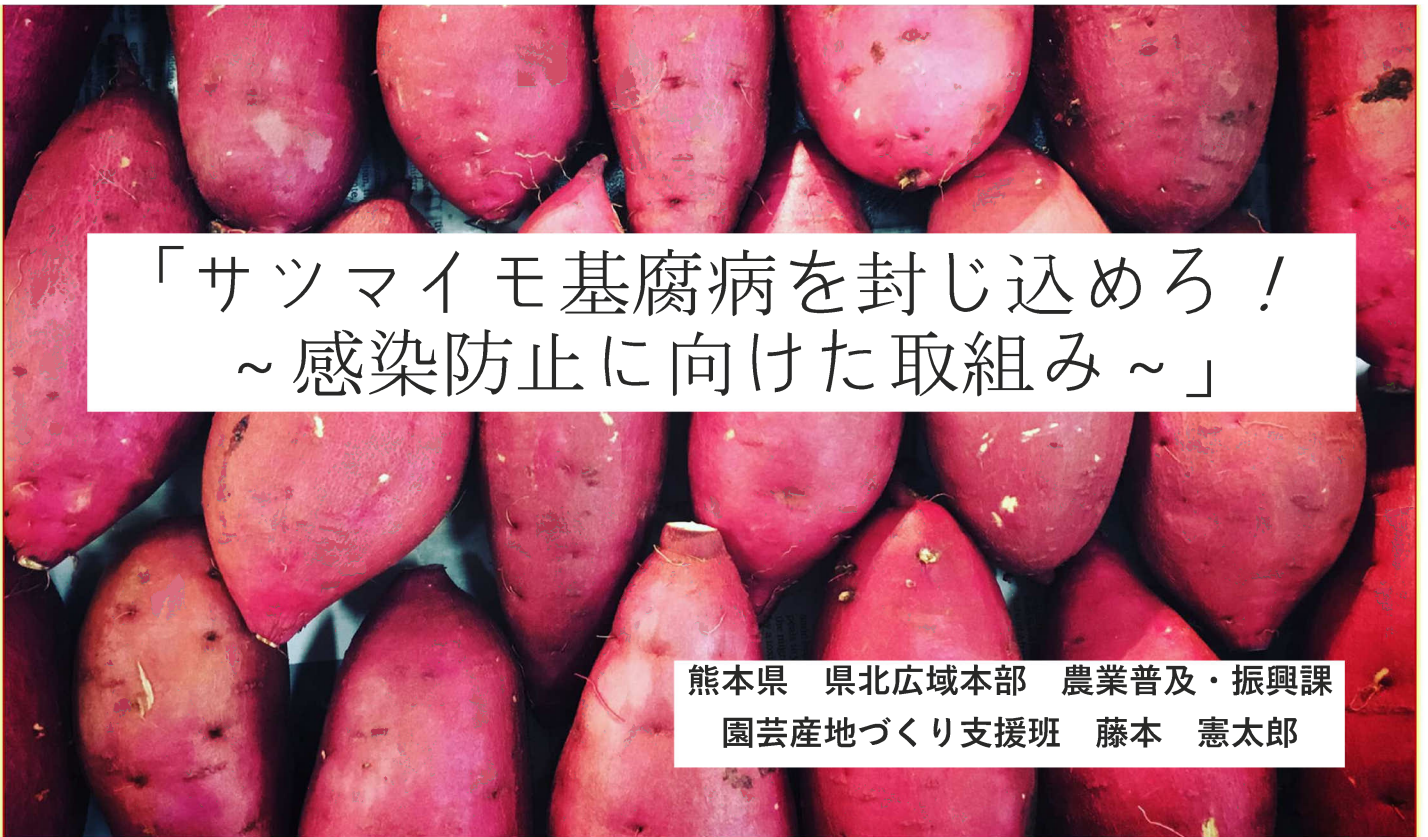 「サツマイモ基腐病を封じ込めろ！
～感染防止に向けた取組み～」
熊本県　県北広域本部　農業普及・振興課
園芸産地づくり支援班　藤本　憲太郎